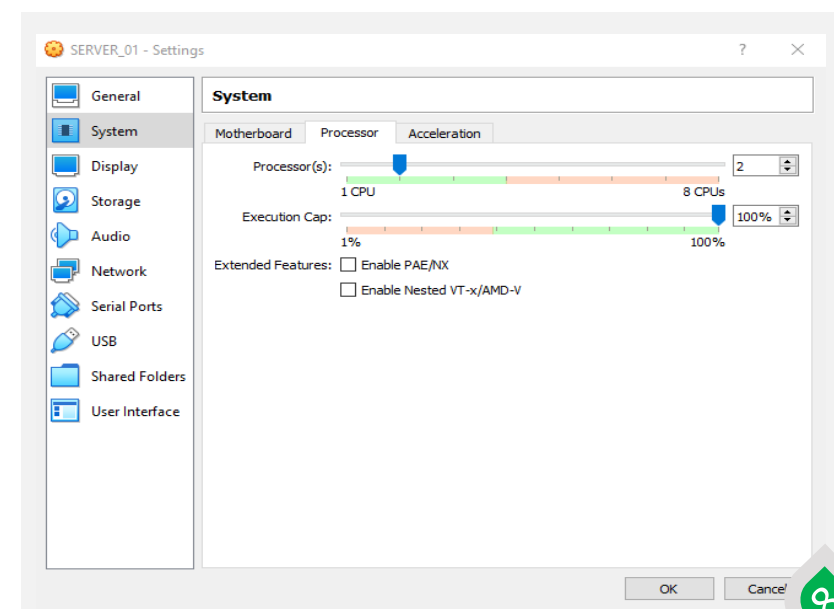 SERVER_01 - Settings
?
General
System
Display
Storage
Audio
Network
Serial Ports
USB
Shared Folders
User Interface
System
Motherboard Processor Acceleration
Processor(s): 2
1 CPU 8 CPUs
Execution Cap: 100%
1% 100%
Extended Features: Enable PAE/NX
Enable Nested VT-x/AMD-V
OK Cancel